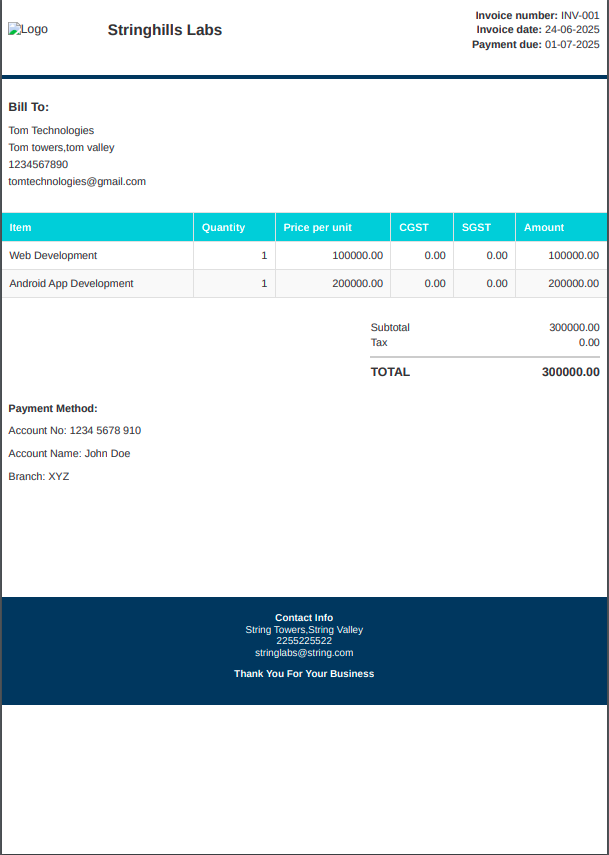 Logo
Stringhills Labs
Invoice number: INV-001
Invoice date: 24-06-2025
Payment due: 01-07-2025
Bill To:
Tom Technologies
Tom towers,tom valley
1234567890
tomtechnologies@gmail.com
Item Quantity Price per unit CGST SGST Amount
Web Development 1 100000.00 0.00 0.00 100000.00
Android App Development 1 200000.00 0.00 0.00 200000.00
Subtotal 300000.00
Tax 0.00
TOTAL 300000.00
Payment Method:
Account No: 1234 5678 910
Account Name: John Doe
Branch: XYZ
Contact Info
String Towers,String Valley
2255225522
stringlabs@string.com
Thank You For Your Business